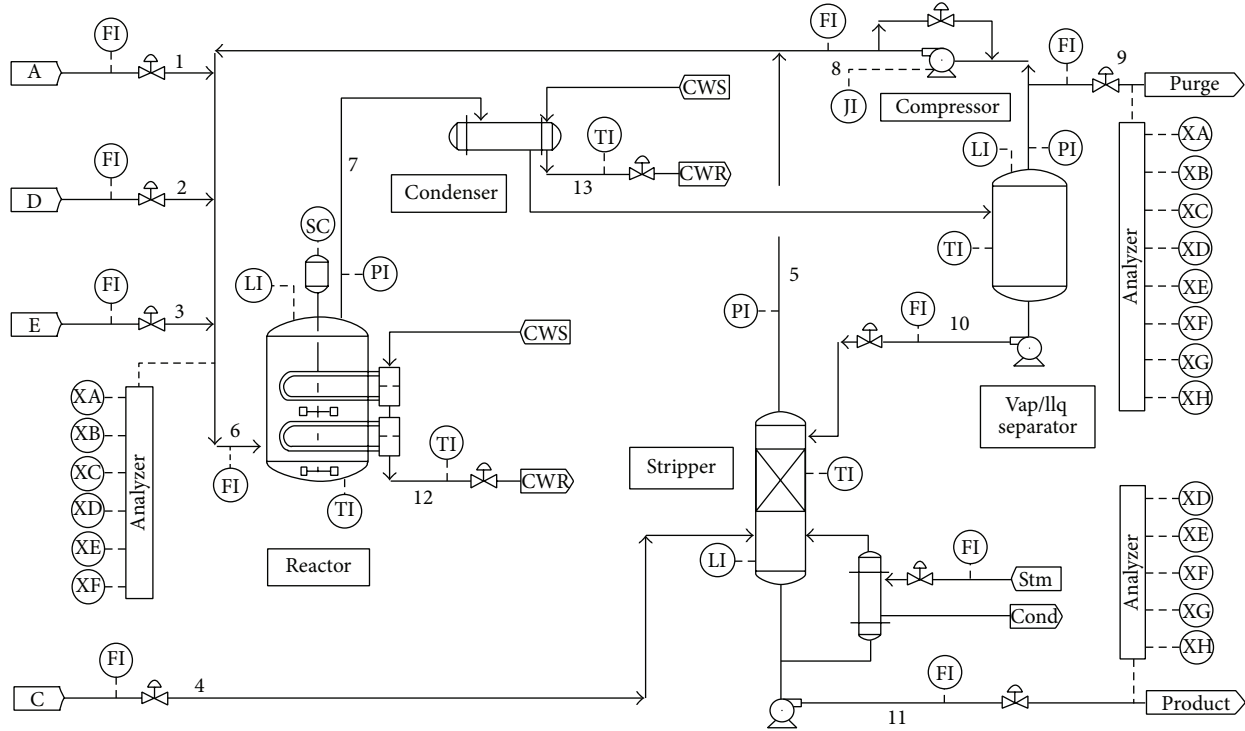 FI
FI
FI
9
A
1
8
Purge
CWS
JI
Compressor
XA
TI
LI
PI
FI
7
XB
13
CWR
D
2
Condenser
XC
SC
TI
XD
Analyzer
FI
LI
PI
5
XE
E
3
PI
FI
10
XF
CWS
XG
XA
XH
XB
6
Vap/llq
separator
XC
FI
TI
Stripper
TI
Analyzer
XD
12
CWR
TI
XD
XE
XE
XF
Reactor
LI
FI
Stm
Analyzer
XF
Cond
XG
XH
FI
C
4
FI
11
Product